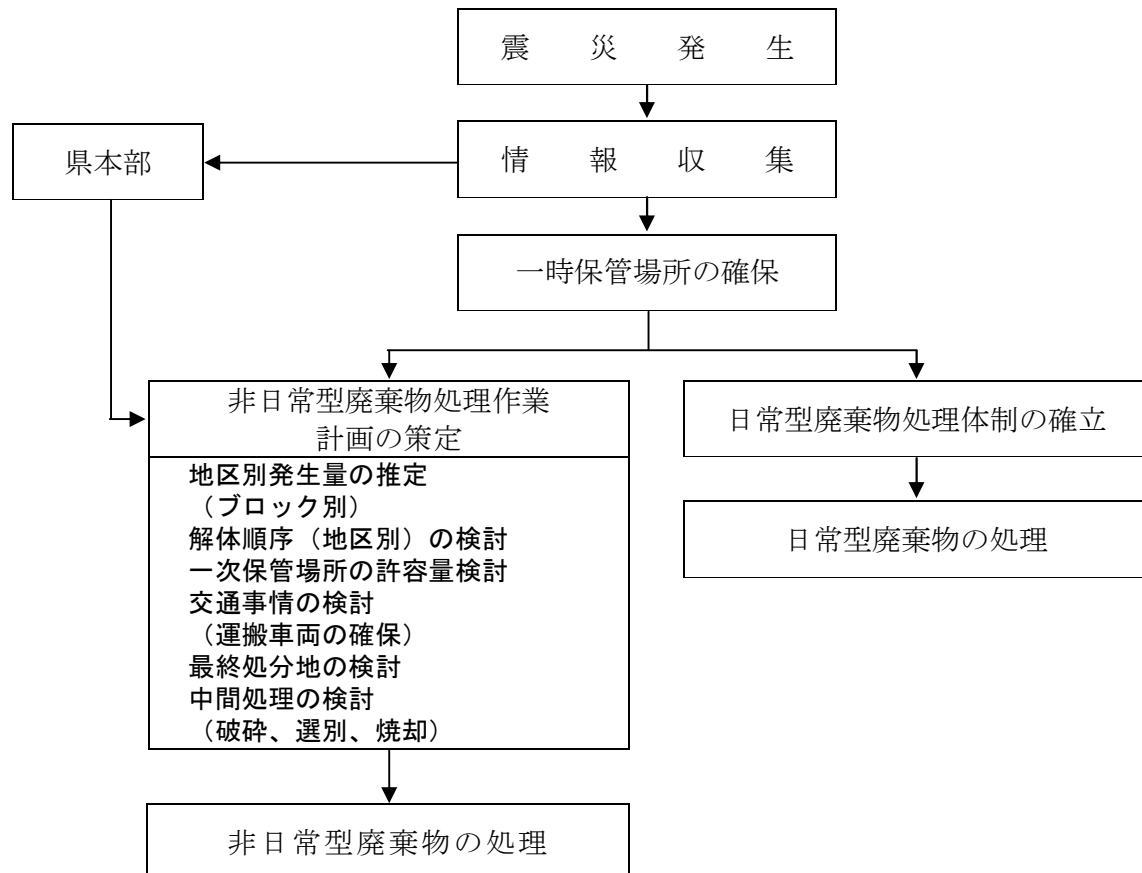 震災発生
県本部
情報収集
一時保管場所の確保
非日常型廃棄物処理作業
計画の策定
地区別発生量の推定
（ブロック別）
解体順序（地区別）の検討
一次保管場所の許容量検討
交通事情の検討
（運搬車両の確保）
最終処分地の検討
中間処理の検討
（破砕、選別、焼却）
日常型廃棄物処理体制の確立
日常型廃棄物の処理
非日常型廃棄物の処理